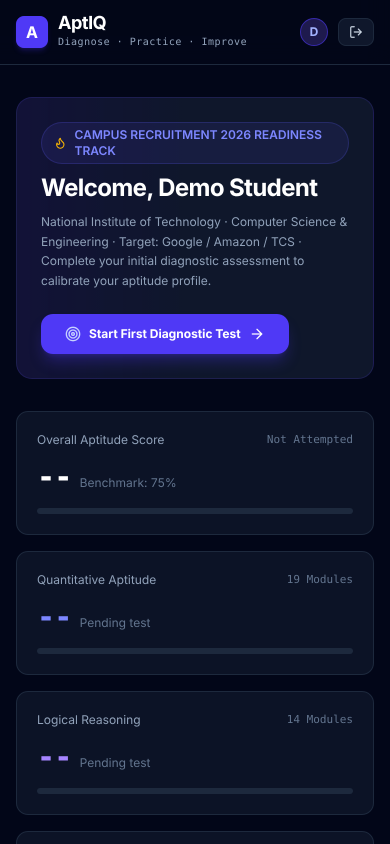 A
AptIQ
Diagnose · Practice · Improve
D
CAMPUS RECRUITMENT 2026 READINESS
TRACK
Welcome, Demo Student
National Institute of Technology · Computer Science &
Engineering · Target: Google / Amazon / TCS ·
Complete your initial diagnostic assessment to
calibrate your aptitude profile.
Start First Diagnostic Test
Overall Aptitude Score
Not Attempted
-- Benchmark: 75%
Quantitative Aptitude
19 Modules
-- Pending test
Logical Reasoning
14 Modules
-- Pending test